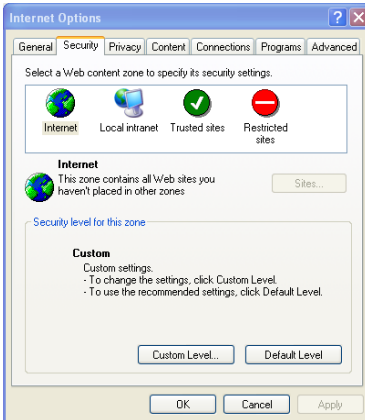 Internet Options
General Security Privacy Content Connections Programs Advanced
Select a Web content zone to specify its security settings.
Internet Local intranet Trusted sites Restricted sites
Internet
This zone contains all Web sites you
haven't placed in other zones
Sites...
Security level for this zone
Custom
Custom settings.
- To change the settings, click Custom Level.
- To use the recommended settings, click Default Level.
Custom Level... Default Level
OK Cancel Apply